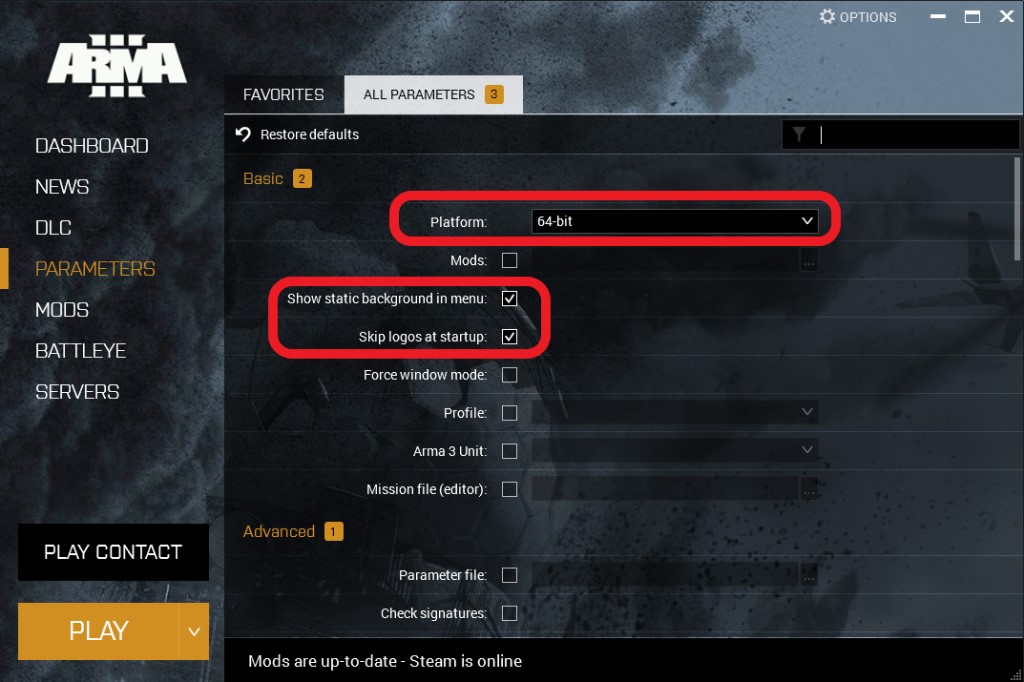 OPTIONS
ARMA
III
FAVORITES
ALL PARAMETERS 3
Restore defaults
DASHBOARD
NEWS
DLC
PARAMETERS
MODS
BATTLEYE
SERVERS
PLAY CONTACT
PLAY
Basic 2
Platform: 64-bit
Mods: ...
Show static background in menu:
Skip logos at startup:
Force window mode:
Profile:
Arma 3 Unit:
Mission file (editor): ...
Advanced 1
Parameter file: ...
Check signatures:
Mods are up-to-date - Steam is online